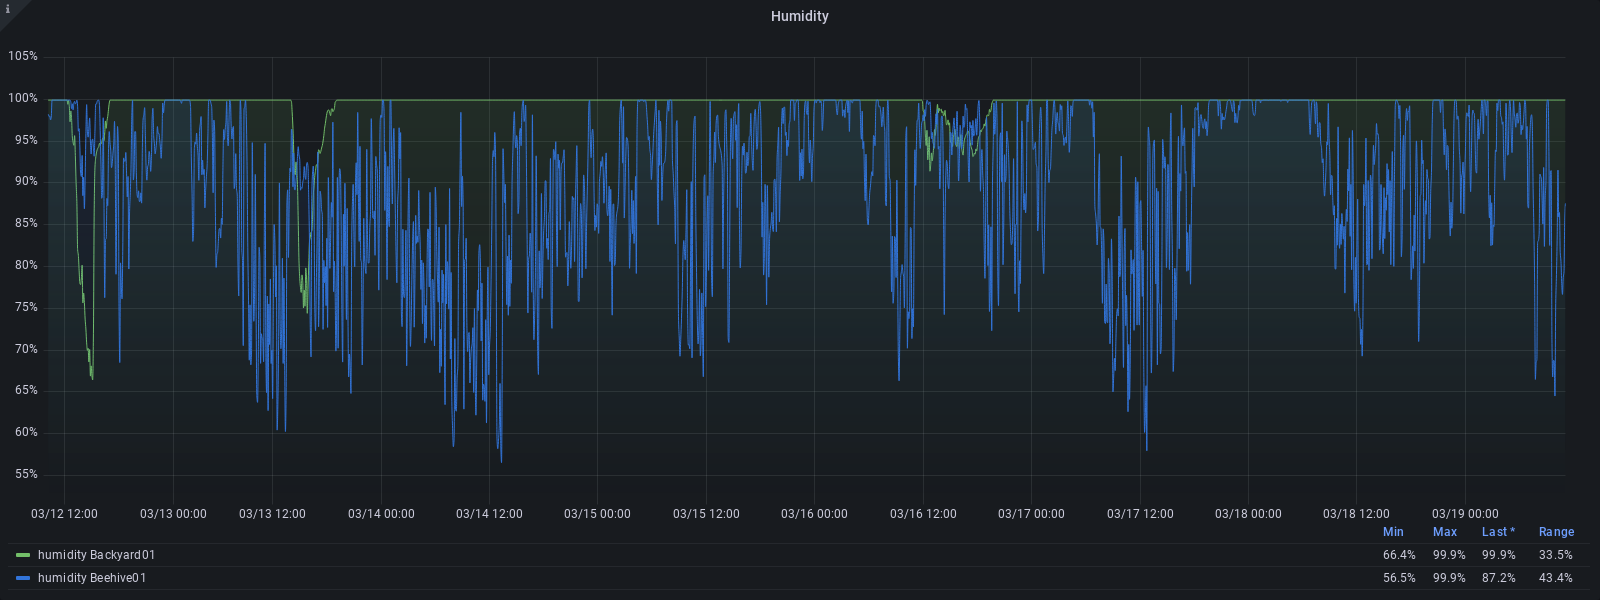 i
Humidity
105%
100%
95%
90%
85%
80%
75%
70%
65%
60%
55%
03/12 12:00 03/13 00:00 03/13 12:00 03/14 00:00 03/14 12:00 03/15 00:00 03/15 12:00 03/16 00:00 03/16 12:00 03/17 00:00 03/17 12:00 03/18 00:00 03/18 12:00 03/19 00:00
Min Max Last * Range
humidity Backyard01 66.4% 99.9% 99.9% 33.5%
humidity Beehive01 56.5% 99.9% 87.2% 43.4%